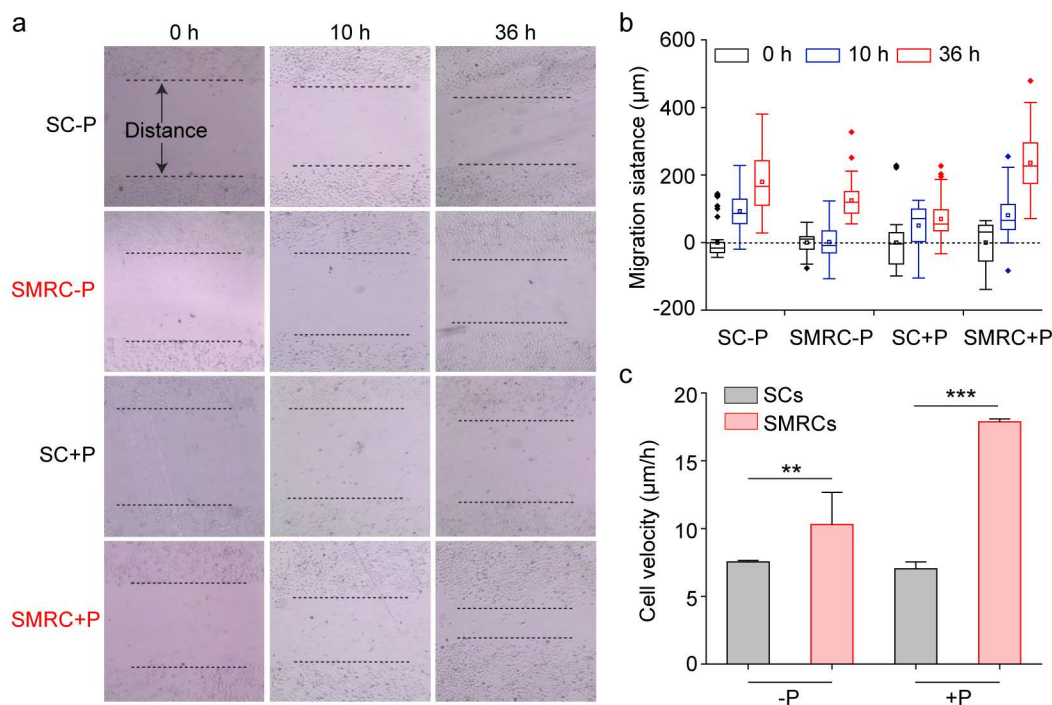 a
0 h 10 h 36 h
SC-P
Distance
SMRC-P
SC+P
SMRC+P
b
Migration siatance (µm)
600
400
200
0
-200
0 h 10 h 36 h
SC-P SMRC-P SC+P SMRC+P
c
Cell velocity (µm/h)
20
15
10
5
0
SCs
SMRCs
**
***
-P +P